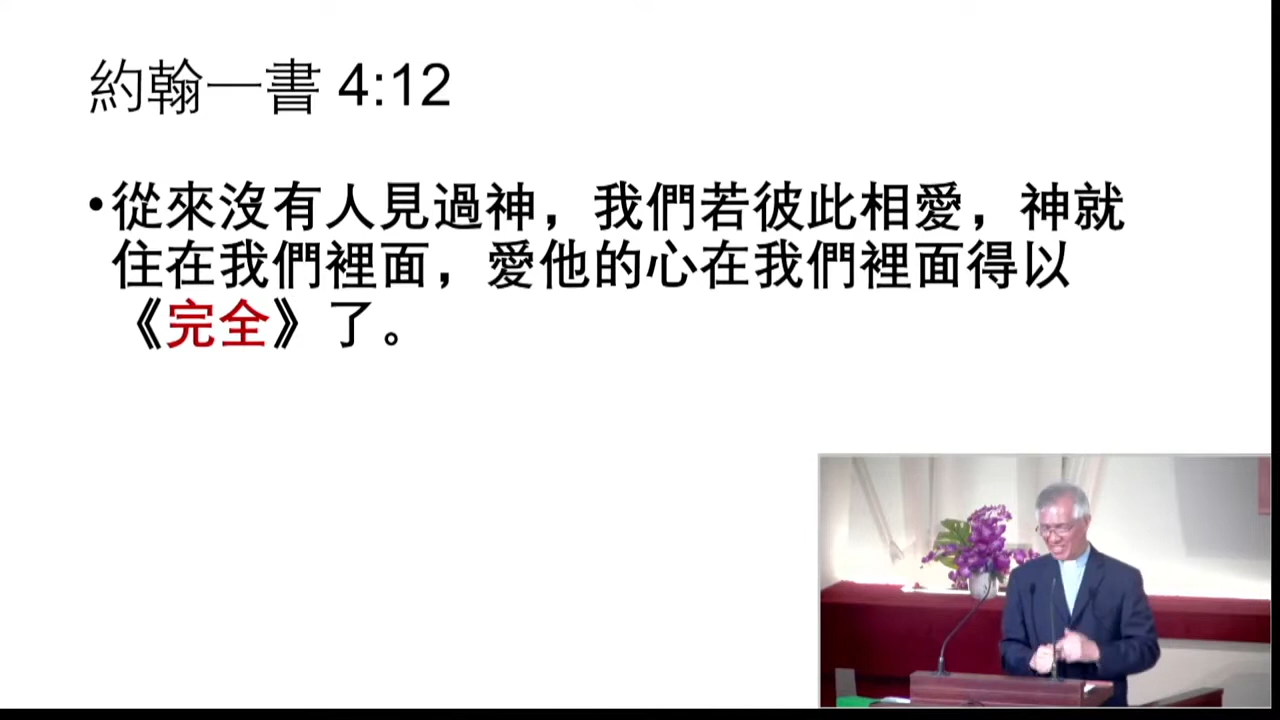 約翰一書 4:12
•從來沒有人見過神，我們若彼此相愛，神就
住在我們裡面，愛他的心在我們裡面得以
《完全》了。